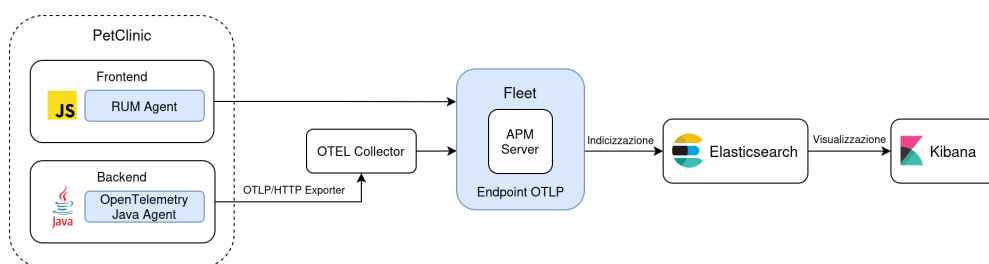 PetClinic
Frontend
JS
RUM Agent
Backend
Java
OpenTelemetry
Java Agent
OTLP/HTTP Exporter
OTEL Collector
Fleet
APM
Server
Endpoint OTLP
Indicizzazione
Elasticsearch
Visualizzazione
Kibana